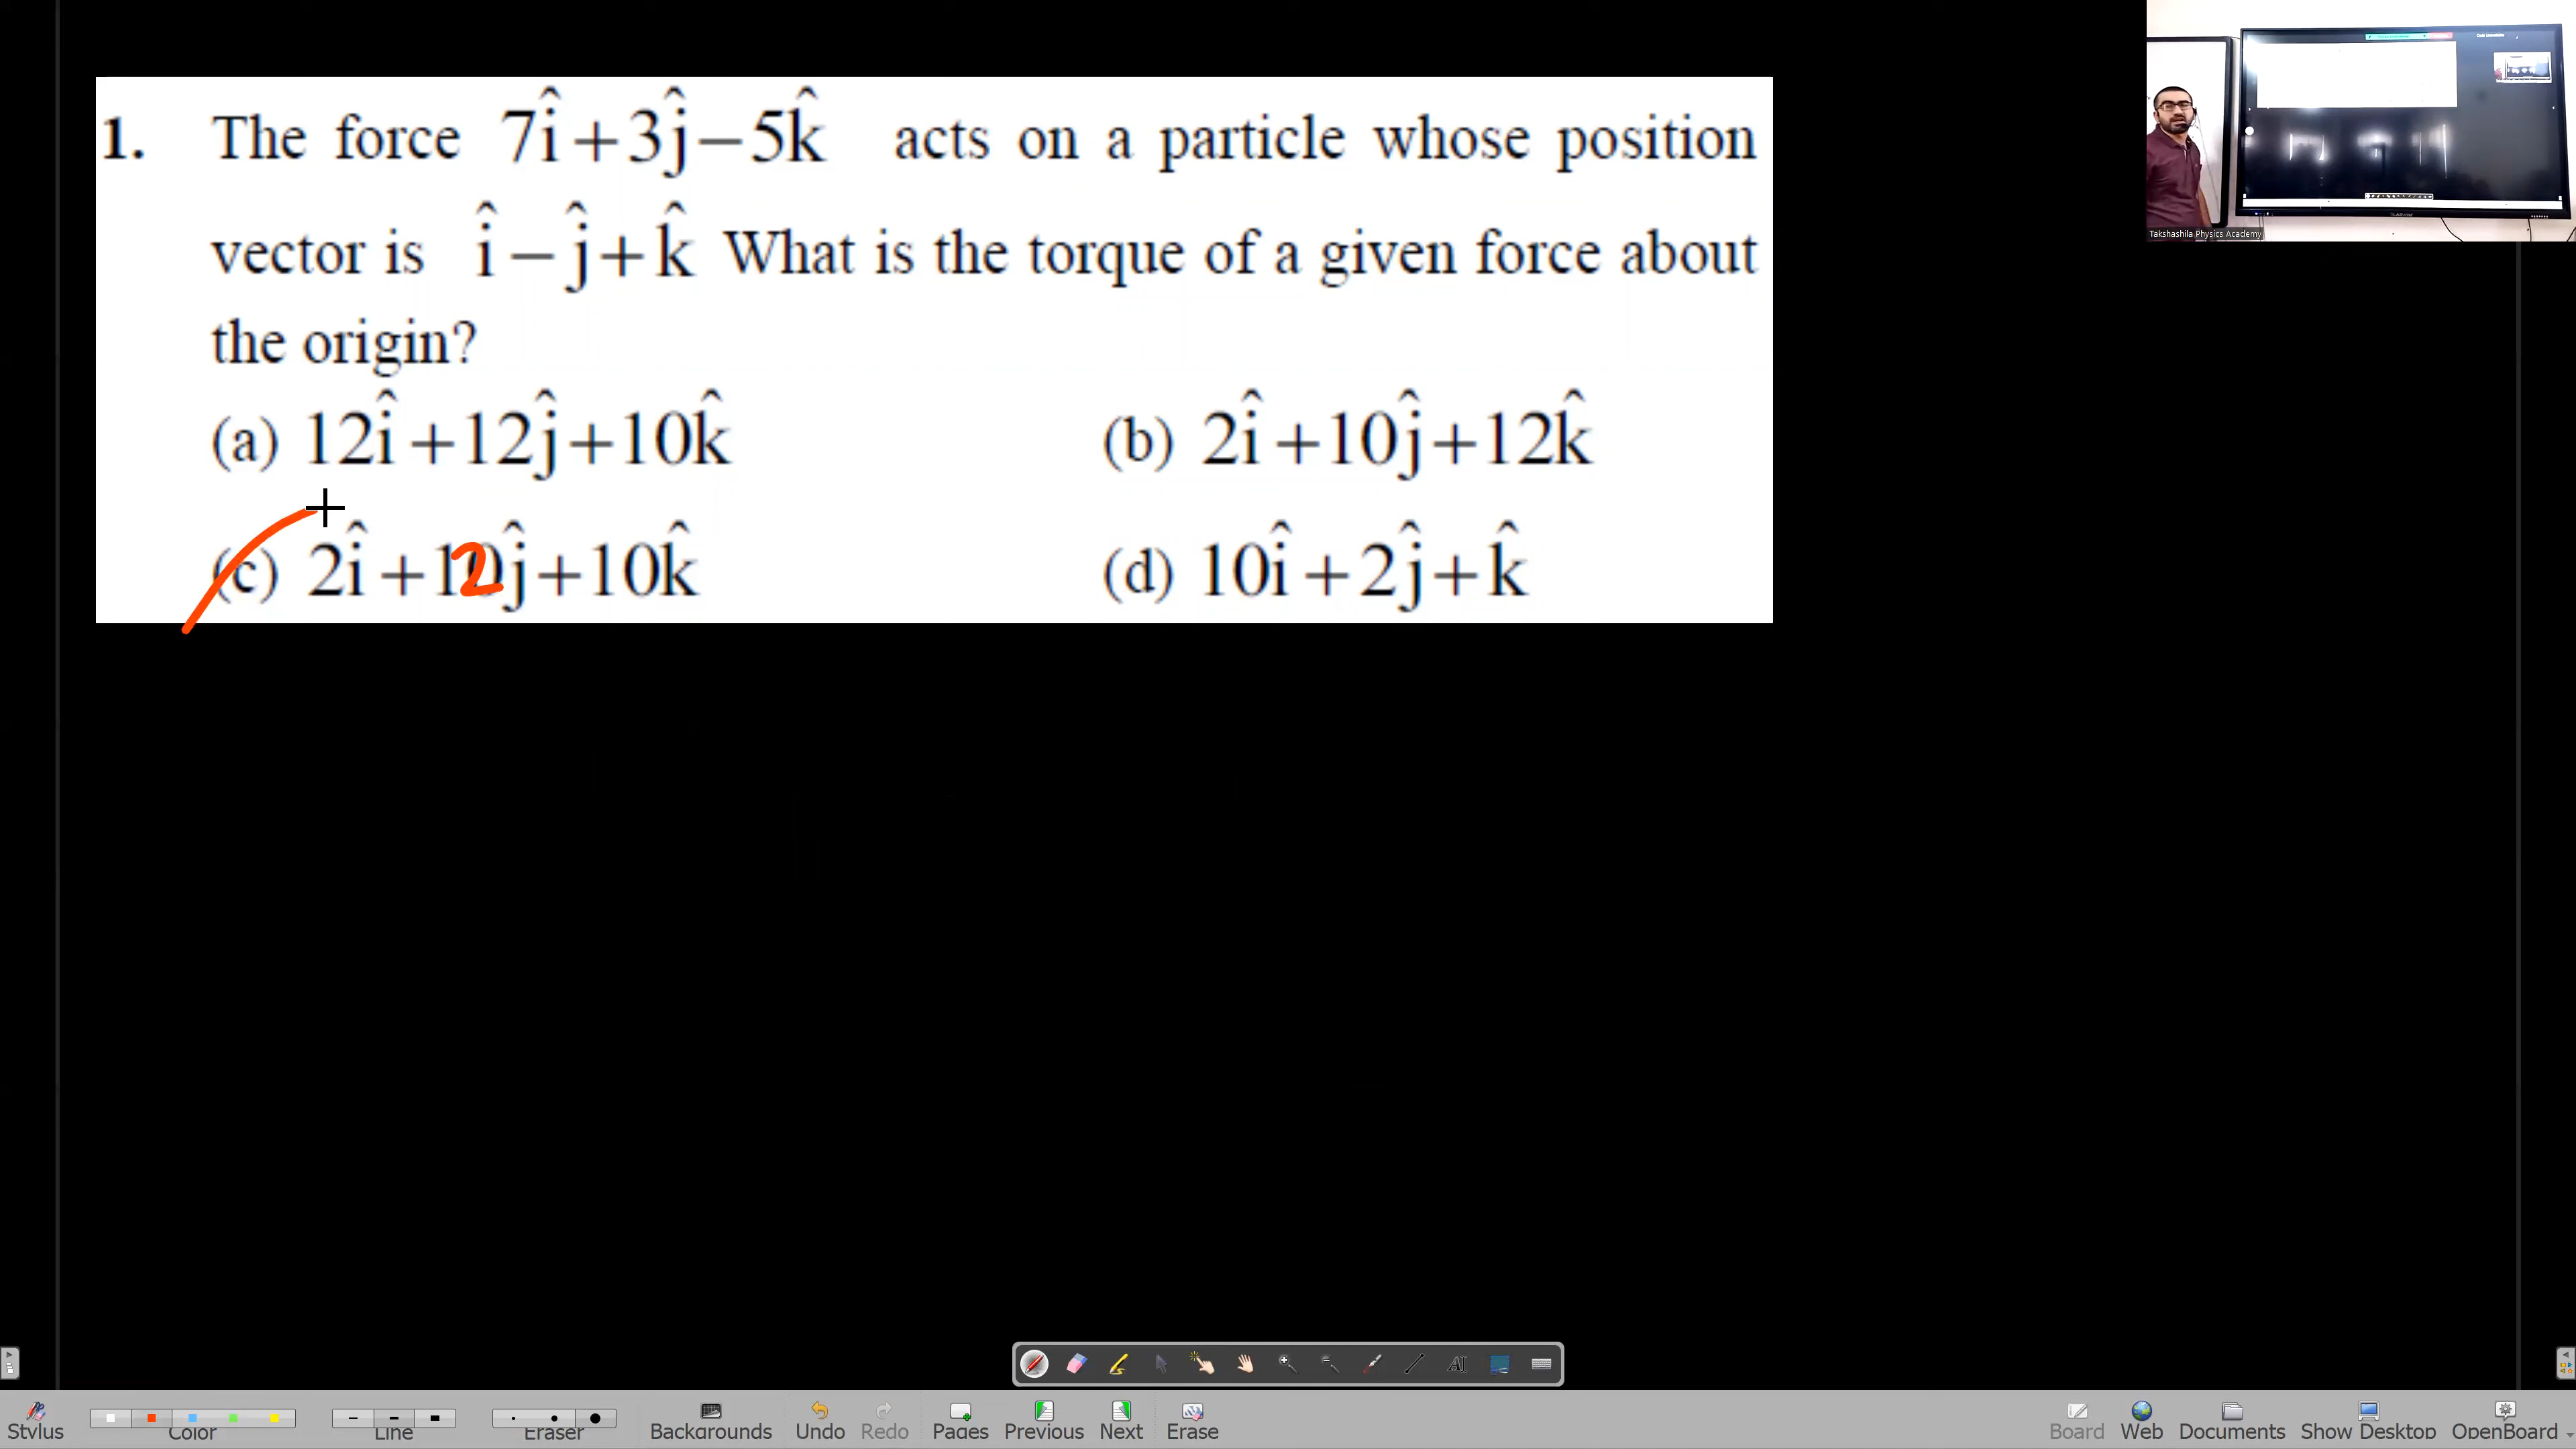 1. The force 7î + 3ĵ − 5k̂ acts on a particle whose position
vector is î − ĵ + k̂ What is the torque of a given force about
the origin?
(a) 12î + 12ĵ + 10k̂ (b) 2î + 10ĵ + 12k̂
(c) 2î + 10ĵ + 10k̂ (d) 10î + 2ĵ + k̂
2
Takshashila Physics Academy
Stylus Color Line Eraser Backgrounds Undo Redo Pages Previous Next Erase Board Web Documents Show Desktop OpenBoard